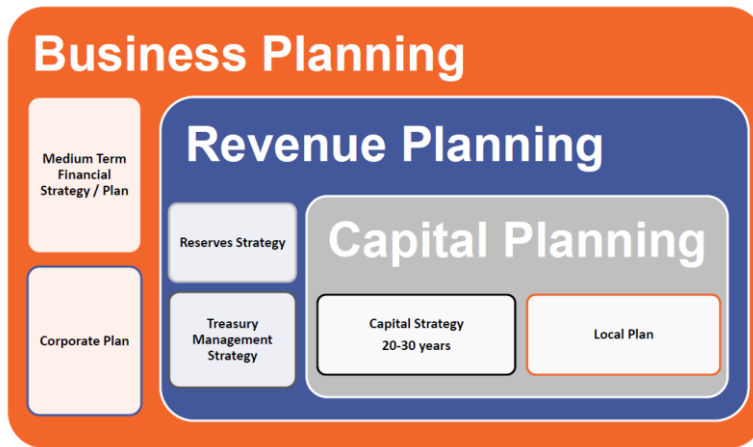 Business Planning
Medium Term
Financial
Strategy / Plan
Corporate Plan
Revenue Planning
Reserves Strategy
Treasury
Management
Strategy
Capital Planning
Capital Strategy
20-30 years
Local Plan